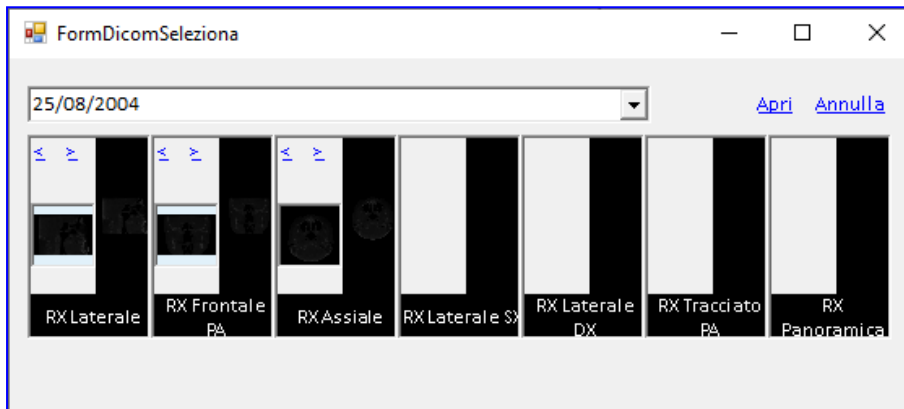 FormDicomSeleziona
25/08/2004
Apri Annulla
< > < > < >
RX Laterale
RX Frontale
PA
RX Assiale
RX Laterale SX
RX Laterale
DX
RX Tracciato
PA
RX
Panoramica